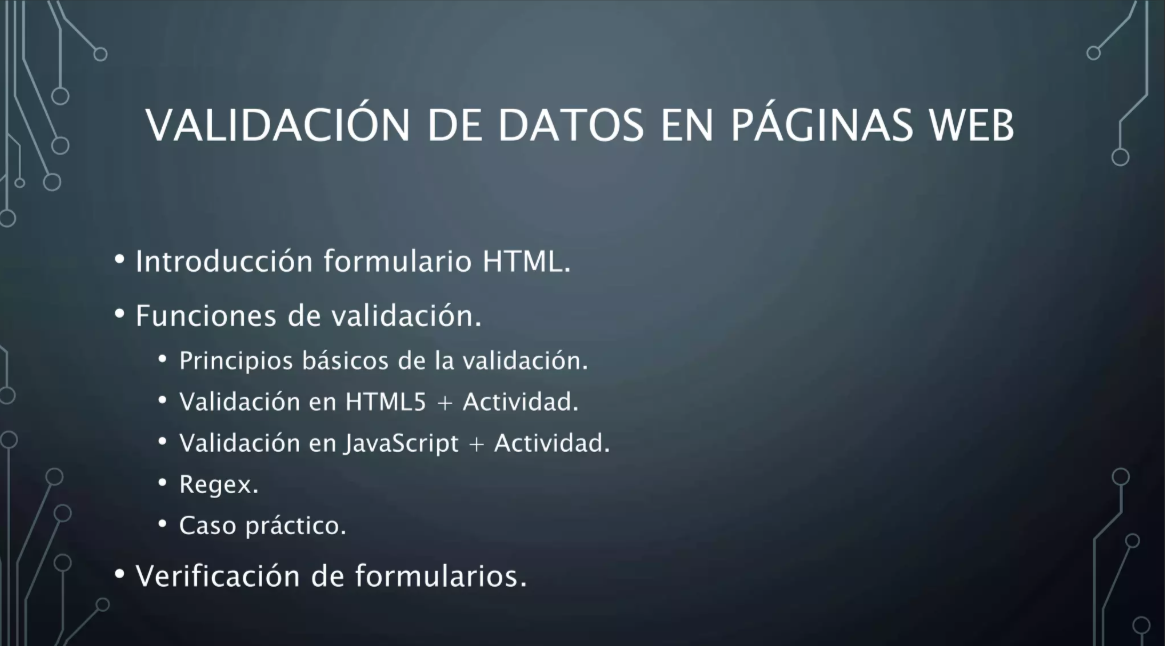 VALIDACIÓN DE DATOS EN PÁGINAS WEB
• Introducción formulario HTML.
• Funciones de validación.
• Principios básicos de la validación.
• Validación en HTML5 + Actividad.
• Validación en JavaScript + Actividad.
• Regex.
• Caso práctico.
• Verificación de formularios.